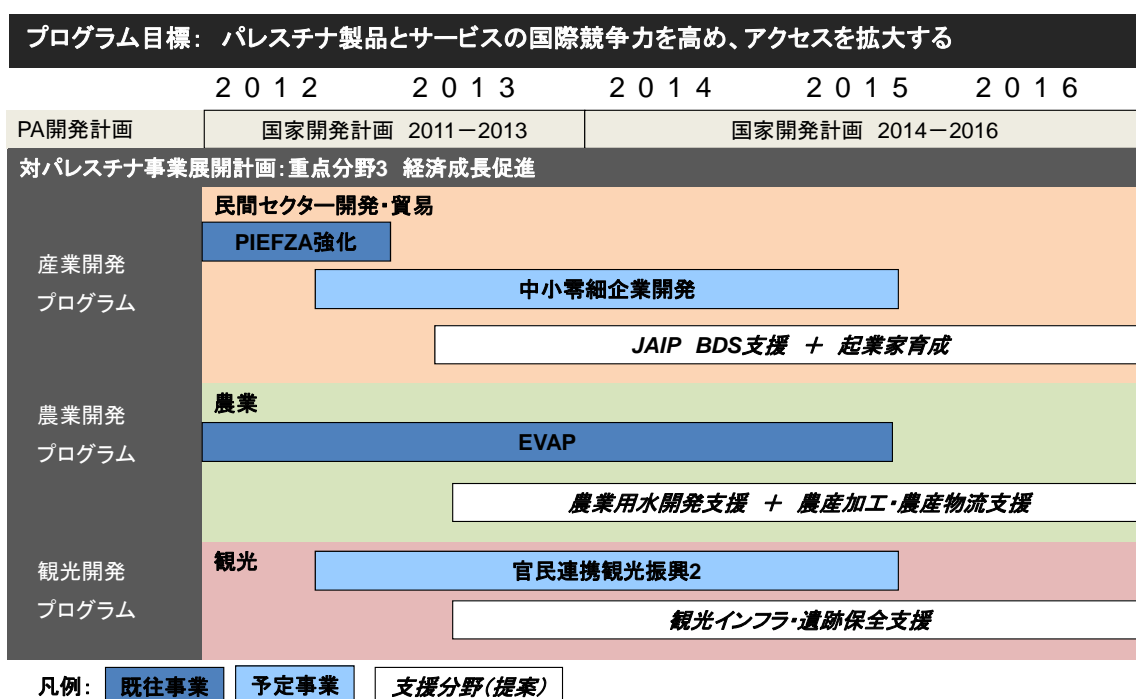 プログラム目標： パレスチナ製品とサービスの国際競争力を高め、アクセスを拡大する
２０１２ ２０１３ ２０１４ ２０１５ ２０１６
PA開発計画 国家開発計画 2011－2013 国家開発計画 2014－2016
対パレスチナ事業展開計画：重点分野3 経済成長促進
民間セクター開発・貿易
PIEFZA強化
産業開発
プログラム
中小零細企業開発
JAIP BDS支援 ＋ 起業家育成
農業
農業開発
プログラム
EVAP
農業用水開発支援 ＋ 農産加工・農産物流支援
観光
観光開発
プログラム
官民連携観光振興2
観光インフラ・遺跡保全支援
凡例： 既往事業 予定事業 支援分野（提案）